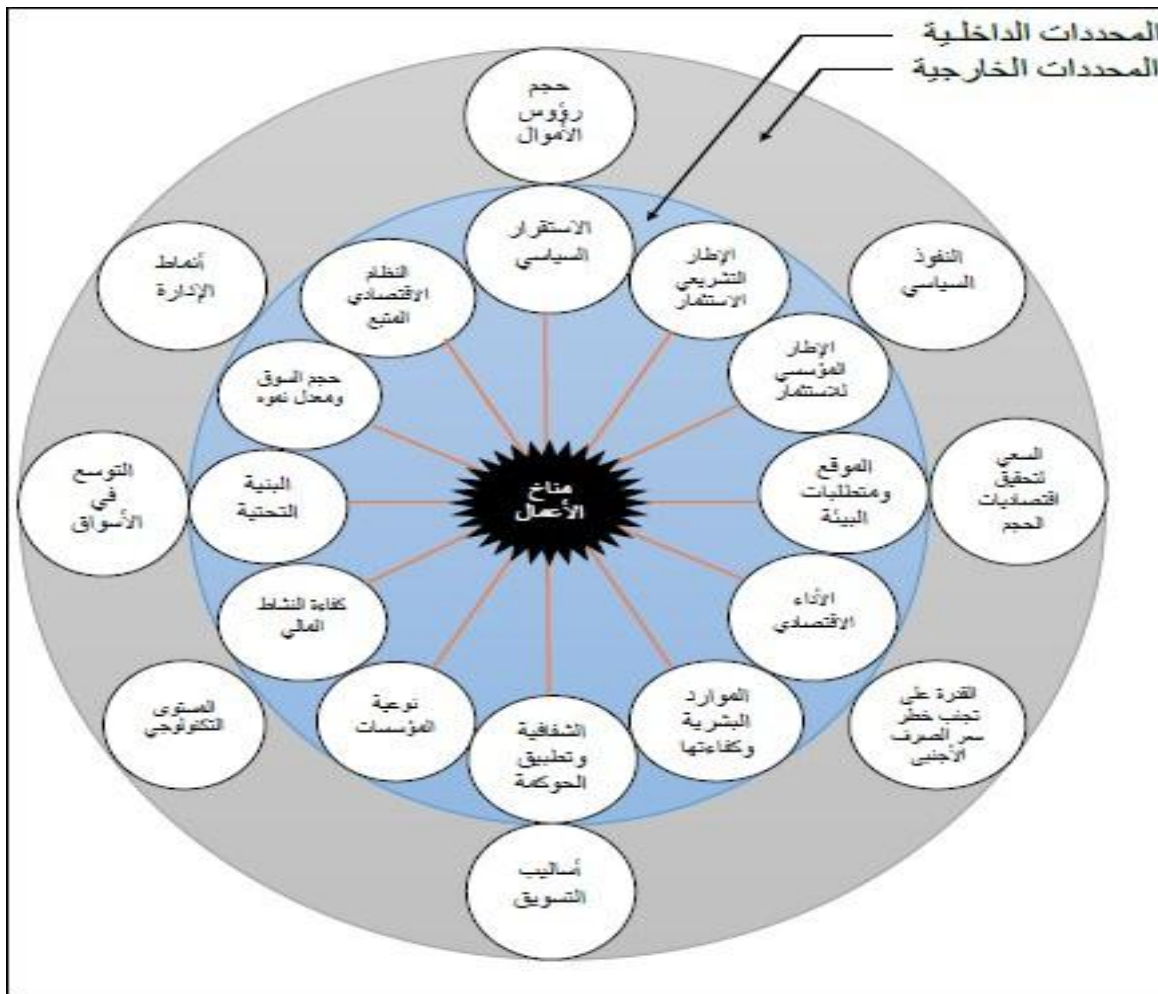 المحددات الداخلية
المحددات الخارجية
حجم
رؤوس
الأموال
النفوذ
السياسي
السعي
لتحقيق
اقتصاديات
الحجم
القدرة على
تجنب خطر
سعر الصرف
الأجنبي
أساليب
التسويق
المستوى
التكنولوجي
التوسع
في
الأسواق
أنماط
الإدارة
الاستقرار
السياسي
الإطار
التشريعي
الاستثمار
الإطار
المؤسسي
للاستثمار
الموقع
ومتطلبات
البيئة
الأداء
الاقتصادي
الموارد
البشرية
وكفاءتها
الشفافية
وتطبيق
الحوكمة
نوعية
المؤسسات
كفاءة النشاط
المالي
البنية
التحتية
حجم السوق
ومعدل نموه
النظام
الاقتصادي
المتبع
مناخ
الأعمال